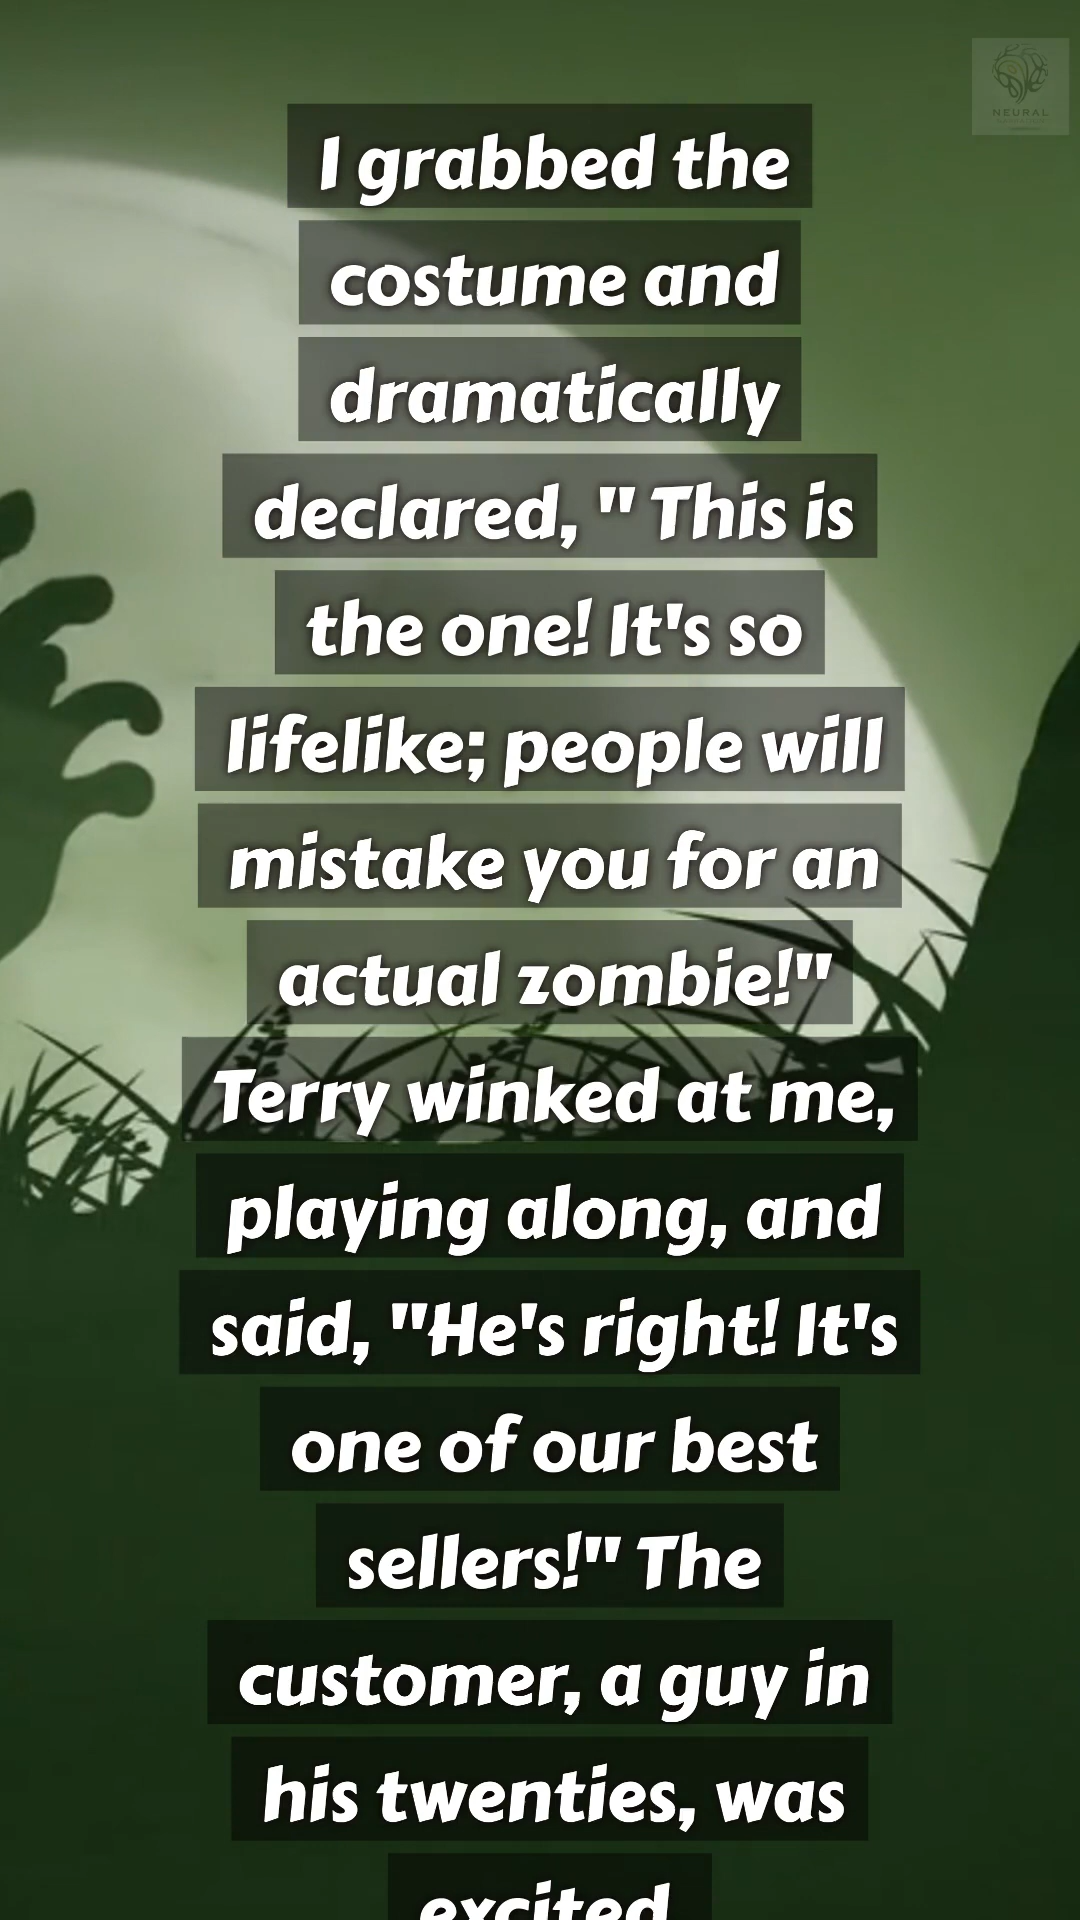 NEURAL
I grabbed the
costume and
dramatically
declared, " This is
the one! It's so
lifelike; people will
mistake you for an
actual zombie!"
Terry winked at me,
playing along, and
said, "He's right! It's
one of our best
sellers!" The
customer, a guy in
his twenties, was
excited